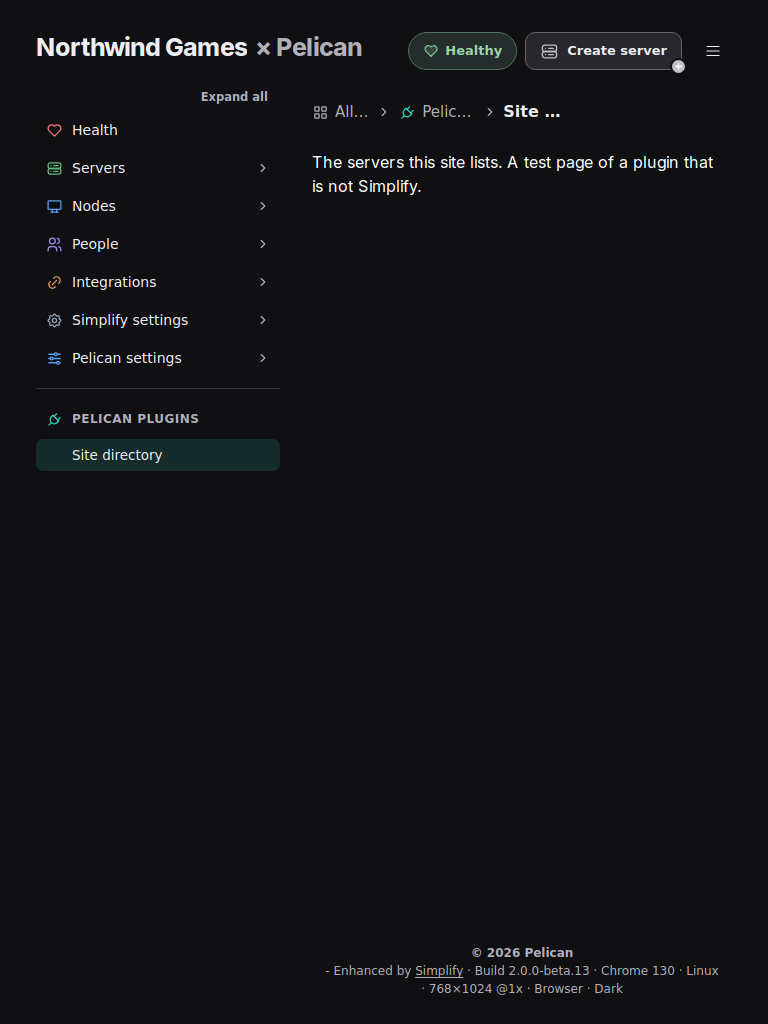 Northwind Games × Pelican
Healthy
Create server
Expand all
Health
Servers
Nodes
People
Integrations
Simplify settings
Pelican settings
PELICAN PLUGINS
Site directory
All… > Pelic… > Site …
The servers this site lists. A test page of a plugin that
is not Simplify.
© 2026 Pelican
- Enhanced by Simplify · Build 2.0.0-beta.13 · Chrome 130 · Linux
· 768×1024 @1x · Browser · Dark